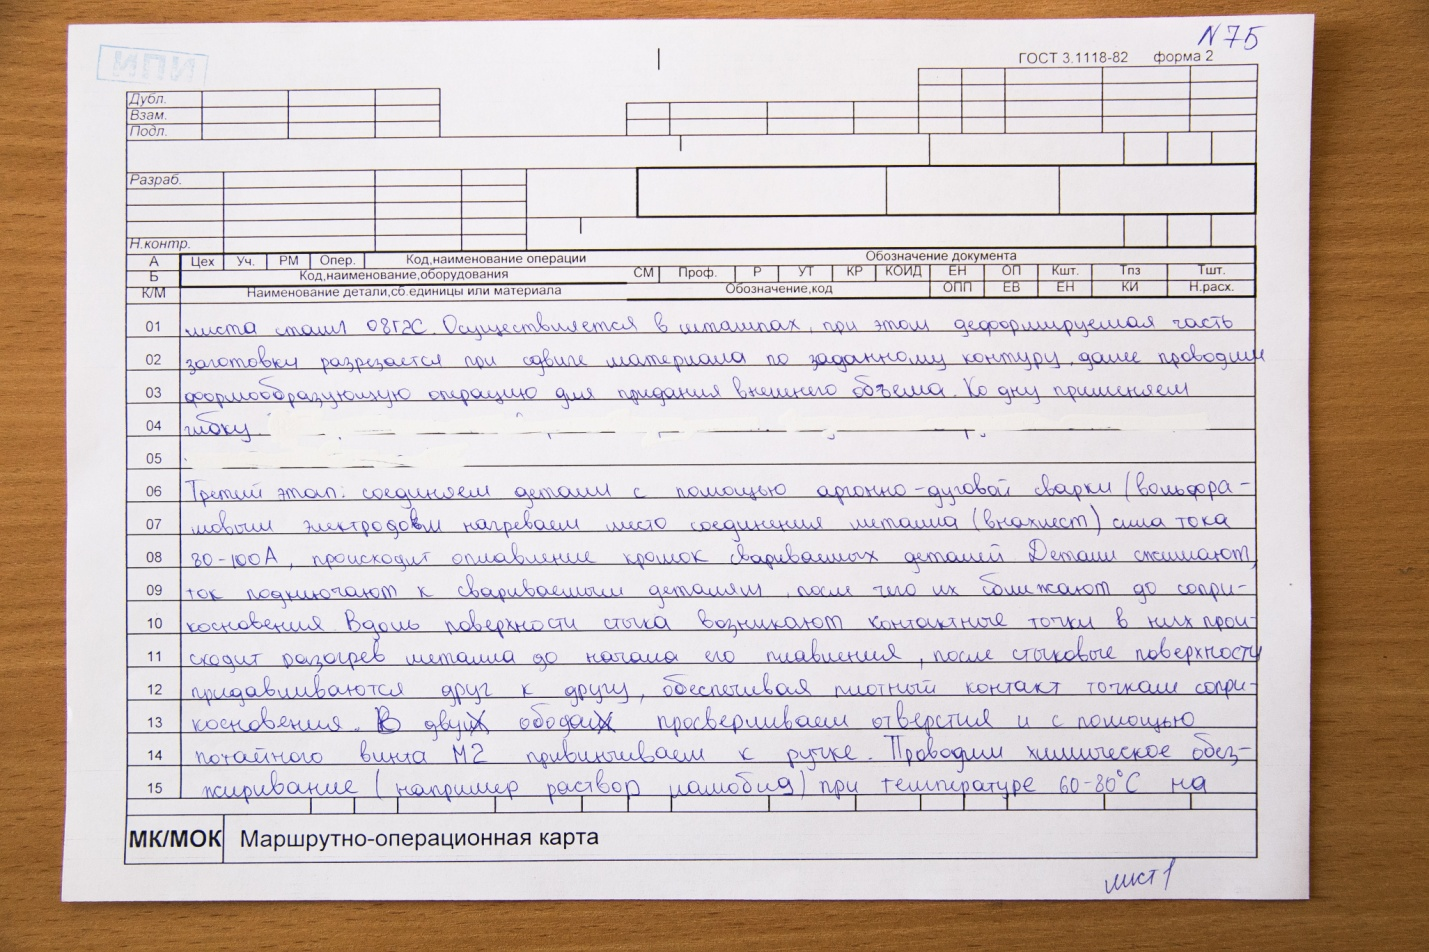 N 75
ГОСТ 3.1118-82 форма 2
Дубл.
Взам.
Подл.
Разраб.
Н.контр.
А Цех Уч. РМ Опер. Код,наименование операции Обозначение документа
Б Код,наименование,оборудования СМ Проф. Р УТ КР КОИД ЕН ОП Кшт. Тпз Тшт.
К/М Наименование детали,сб.единицы или материала Обозначение,код ОПП ЕВ ЕН КИ Н.расх.
01 листа стали 08Г2С. Осуществляется в штампах, при этом деформируемая часть
02 заготовки разрезается при сдвиге материала по заданному контуру, далее проводим
03 формообразующую операцию для придания внешнего объема. Ко дну применяем
04 гибку
05
06 Третий этап: соединяем детали с помощью аргонно-дуговой сварки (вольфра-
07 мовым электродом нагреваем место соединения металла (внахлест) сила тока
08 80-100А, происходит оплавление кромок свариваемых деталей. Детали сжимают,
09 ток подключают к свариваемым деталям, после чего их сближают до сопри-
10 косновения. Вдоль поверхности стыка возникают контактные точки в них прои-
11 сходит разогрев металла до начала его плавления, после стыковые поверхности
12 придавливаются друг к другу, обеспечивая плотный контакт точкам сопри-
13 косновения. В двух ободах просверливаем отверстия и с помощью
14 потайного винта М2 привинчиваем к ручке. Проводим химическое обез-
15 жиривание (например раствор ламобид) при температуре 60-80°С на
МК/МОК Маршрутно-операционная карта
лист 1